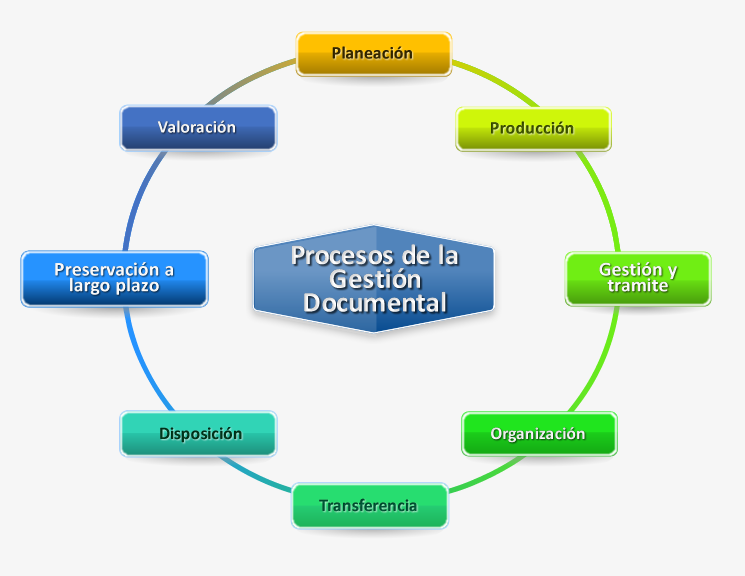 Planeación
Valoración
Producción
Procesos de la
Gestión
Documental
Preservación a
largo plazo
Gestión y
tramite
Disposición
Organización
Transferencia